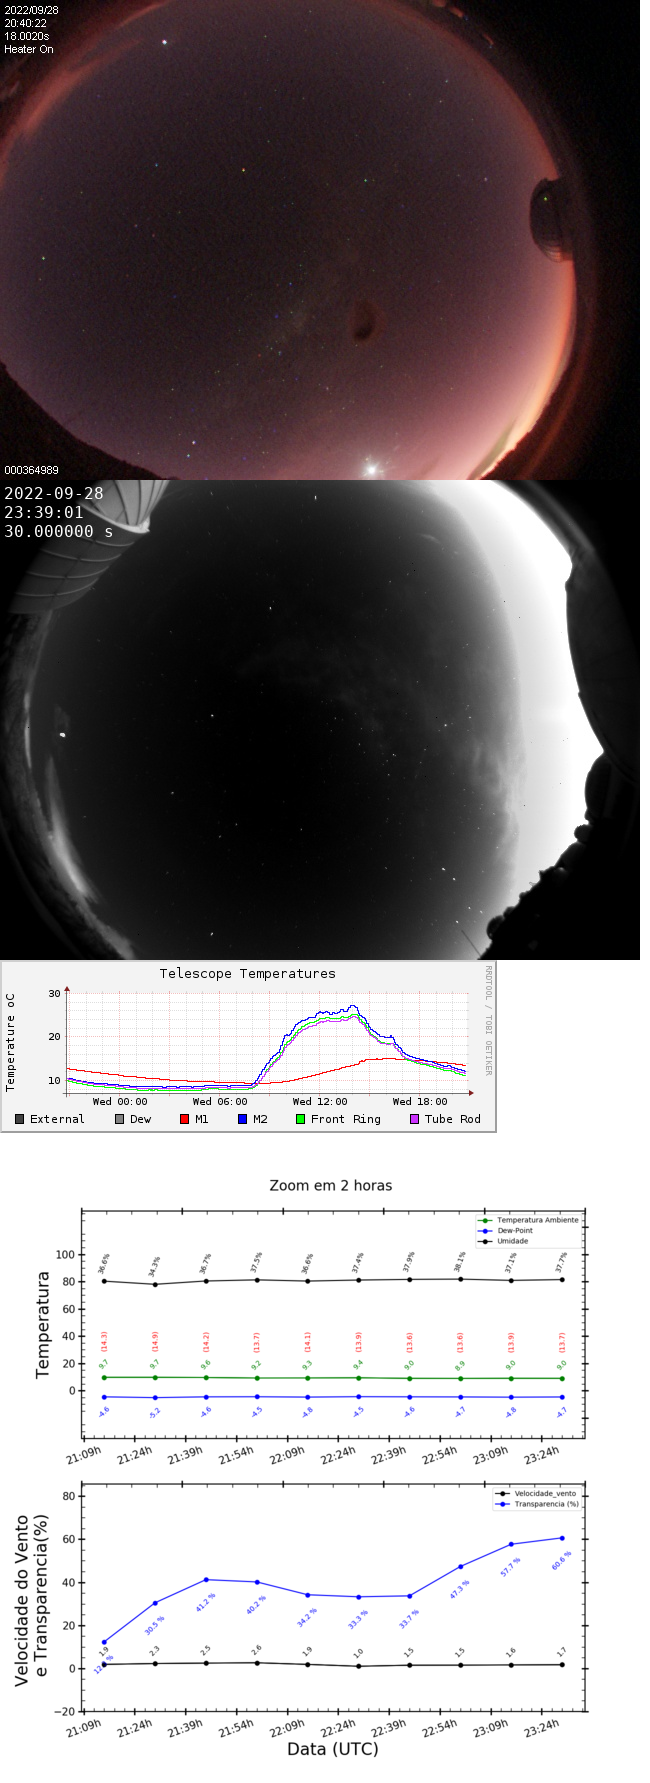 2022/09/28
20:40:22
18.0020s
Heater On
000364989
2022-09-28
23:39:01
30.000000 s
Telescope Temperatures
RRDTOOL / TOBI OETIKER
Temperature oC
30
20
10
Wed 00:00 Wed 06:00 Wed 12:00 Wed 18:00
External Dew M1 M2 Front Ring Tube Rod
Zoom em 2 horas
Temperatura Ambiente
Dew-Point
Umidade
Temperatura
100
80
60
40
20
0
36.6% 34.3% 36.7% 37.5% 36.6% 37.4% 37.9% 38.1% 37.1% 37.7%
(14.3) (14.9) (14.2) (13.7) (14.1) (13.9) (13.6) (13.6) (13.9) (13.7)
9.7 9.7 9.6 9.2 9.3 9.4 9.0 8.9 9.0 9.0
-4.6 -5.2 -4.6 -4.5 -4.8 -4.5 -4.6 -4.7 -4.8 -4.7
21:09h 21:24h 21:39h 21:54h 22:09h 22:24h 22:39h 22:54h 23:09h 23:24h
Velocidade_vento
Transparencia (%)
Velocidade do Vento
e Transparencia(%)
80
60
40
20
0
−20
30.5 % 41.2 % 40.2 % 34.2 % 33.3 % 33.7 % 47.3 % 57.7 % 60.6 %
1.9 2.3 2.5 2.6 1.9 1.0 1.5 1.5 1.6 1.7
21:09h 21:24h 21:39h 21:54h 22:09h 22:24h 22:39h 22:54h 23:09h 23:24h
Data (UTC)